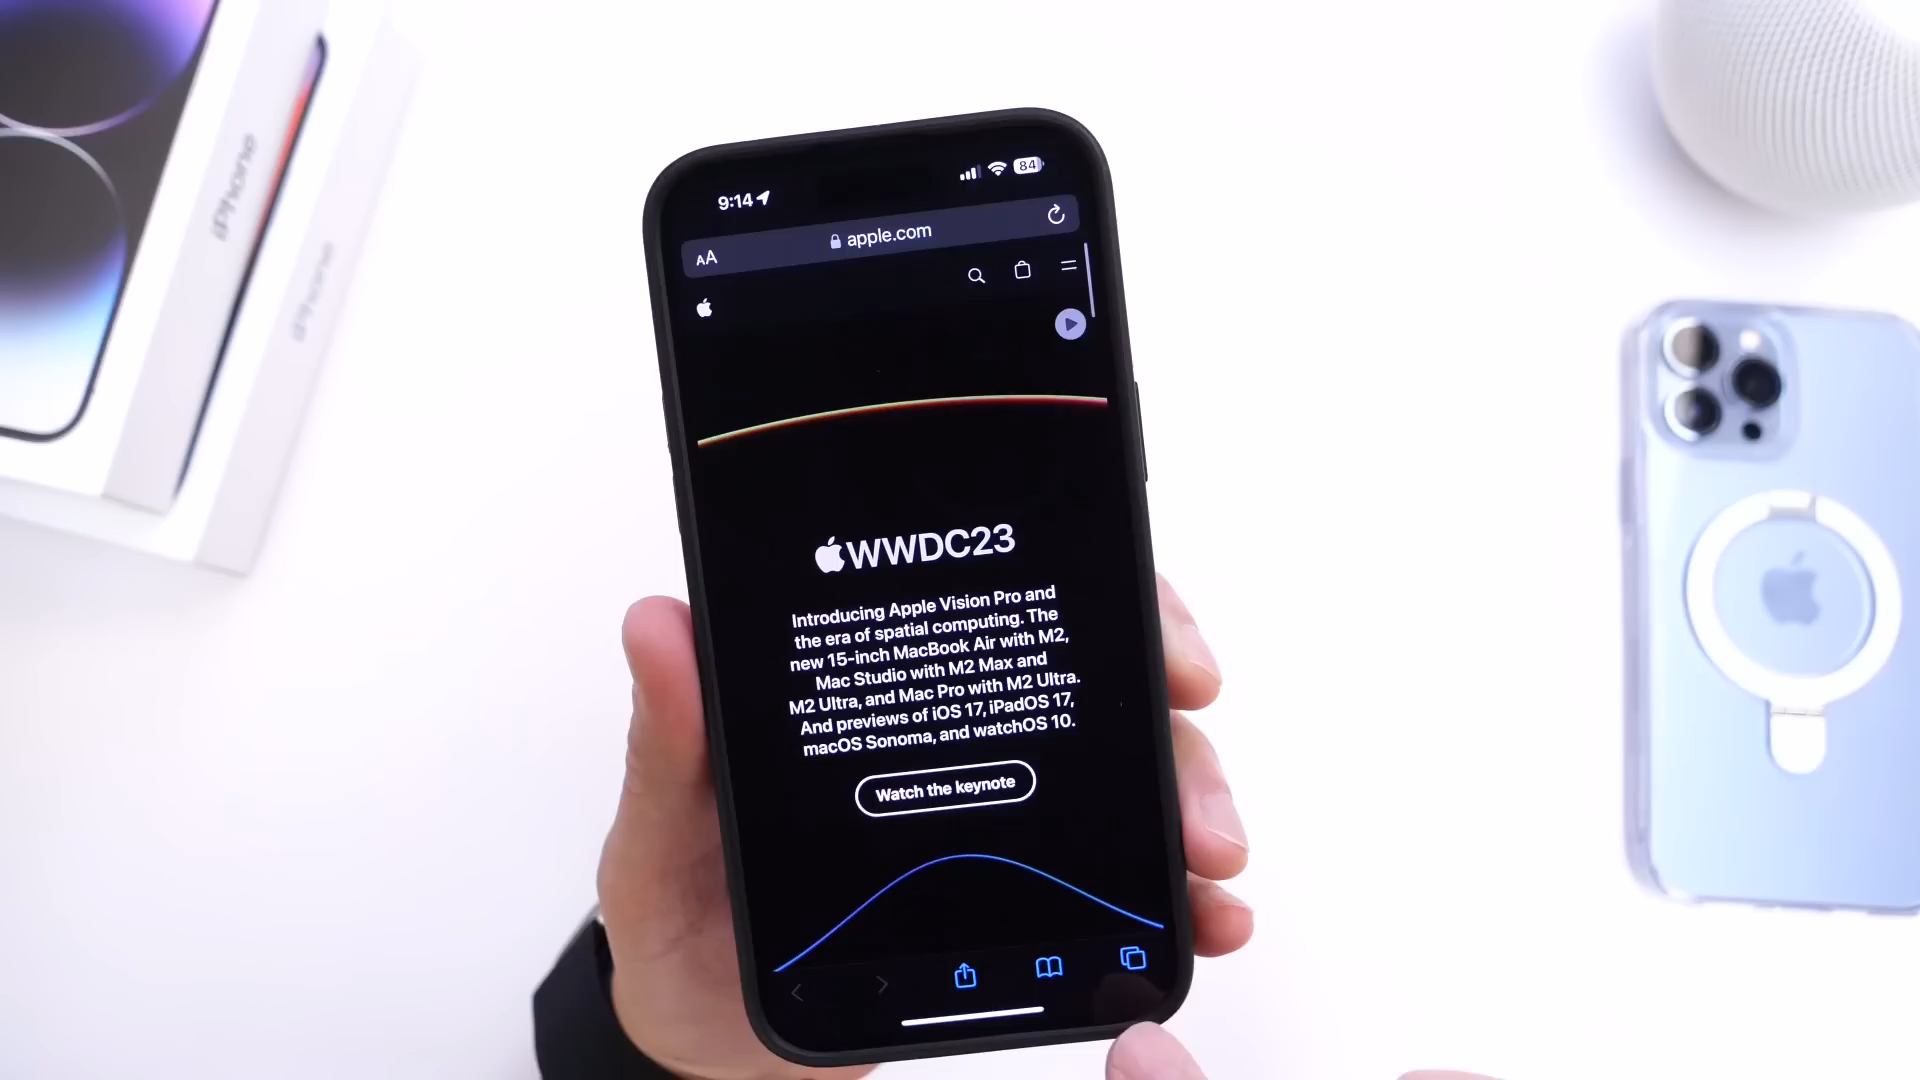 iPhone
iPhone
9:14
84
AA
apple.com
WWDC23
Introducing Apple Vision Pro and
the era of spatial computing. The
new 15-inch MacBook Air with M2,
Mac Studio with M2 Max and
M2 Ultra, and Mac Pro with M2 Ultra.
And previews of iOS 17, iPadOS 17,
macOS Sonoma, and watchOS 10.
Watch the keynote